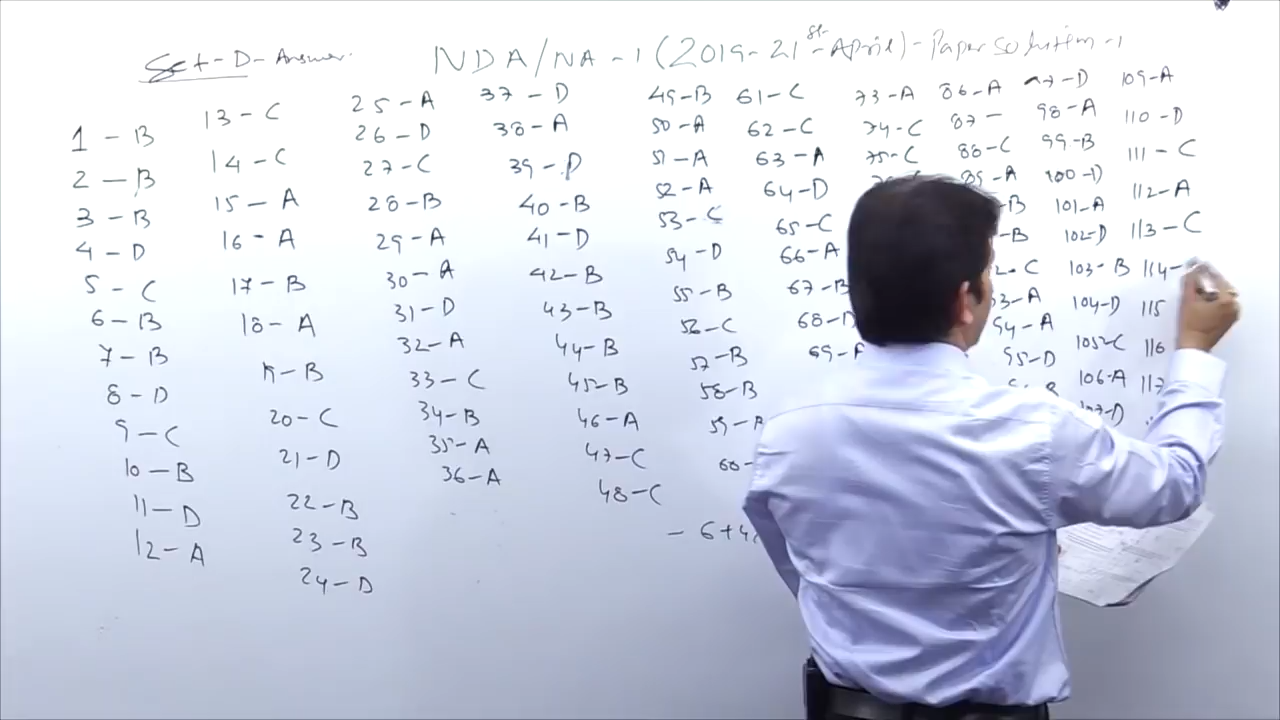 Set-D-Answer. NDA/NA-1 (2019-21st-April)-Paper solution-1
1-B
2-B
3-B
4-D
5-C
6-B
7-B
8-D
9-C
10-B
11-D
12-A
13-C
14-C
15-A
16-A
17-B
18-A
19-B
20-C
21-D
22-B
23-B
24-D
25-A
26-D
27-C
28-B
29-A
30-A
31-D
32-A
33-C
34-B
35-A
36-A
37-D
38-A
39-D
40-B
41-D
42-B
43-B
44-B
45-B
46-A
47-C
48-C
49-B
50-A
51-A
52-A
53-C
54-D
55-B
56-C
57-B
58-B
59-A
60-
-6+4
61-C
62-C
63-A
64-D
65-C
66-A
67-B
68-D
69-A
73-A
74-C
75-C
86-A
87-
88-C
89-A
-B
-B
2-C
93-A
94-A
95-D
97-D
98-A
99-B
100-D
101-A
102-D
103-B
104-D
105-C
106-A
107-D
109-A
110-D
111-C
112-A
113-C
114-
115
116
117